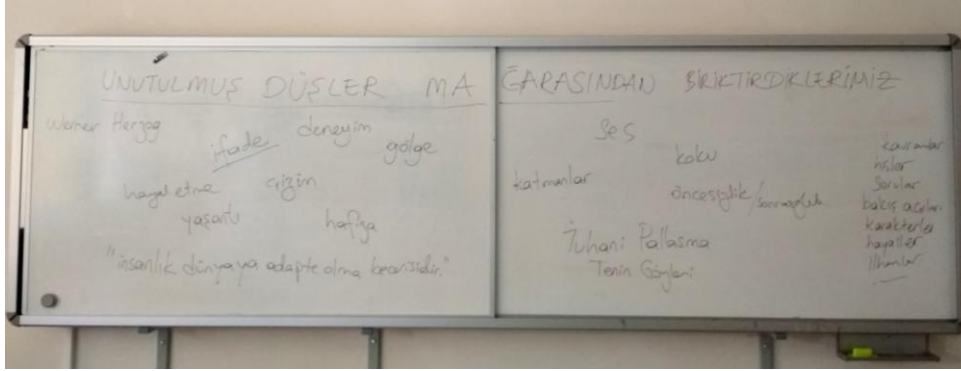 UNUTULMUŞ DÜŞLER MAĞARASINDAN BİRİKTİRDİKLERİMİZ
Werner Herzog
ifade
deneyim
gölge
hayal etme
çizim
yaşantı
hafıza
"insanlık dünyaya adapte olma becerisidir."
ses
koku
katmanlar
öncesizlik/sonrasızlık
Juhani Pallasma
Tenin Gözleri
kavramlar
hisler
sorular
bakış açıları
karakterler
hayaller
ilhamlar